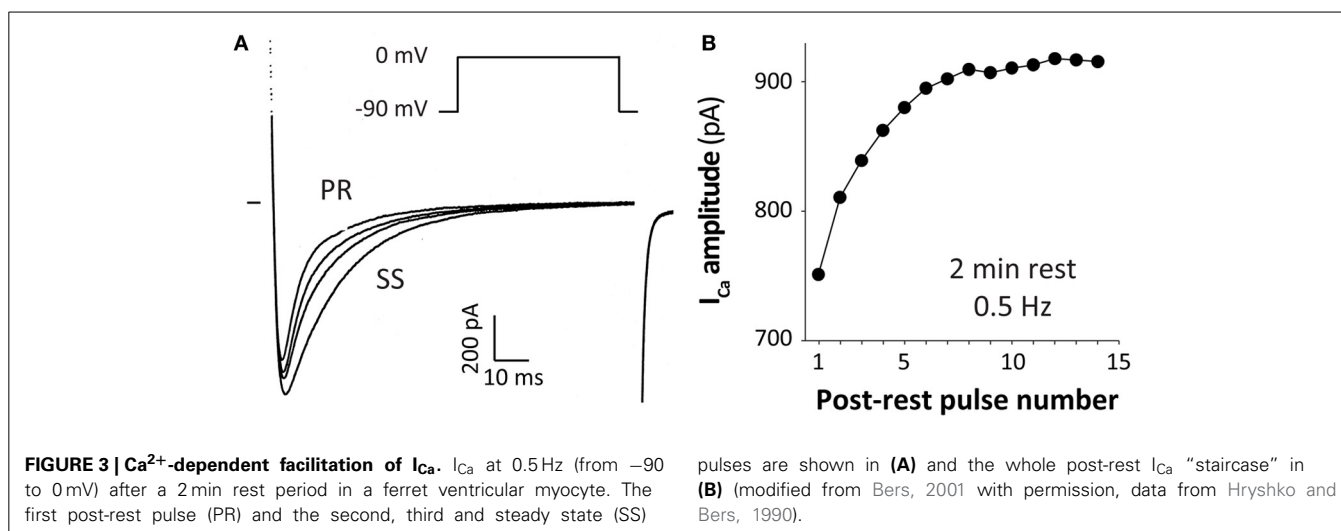 A
0 mV
-90 mV
PR
SS
200 pA
10 ms
B
I_Ca amplitude (pA)
900
800
700
2 min rest
0.5 Hz
1 5 10 15
Post-rest pulse number
FIGURE 3 | Ca²⁺-dependent facilitation of I_Ca. I_Ca at 0.5 Hz (from −90
to 0 mV) after a 2 min rest period in a ferret ventricular myocyte. The
first post-rest pulse (PR) and the second, third and steady state (SS)
pulses are shown in (A) and the whole post-rest I_Ca “staircase” in
(B) (modified from Bers, 2001 with permission, data from Hryshko and
Bers, 1990).